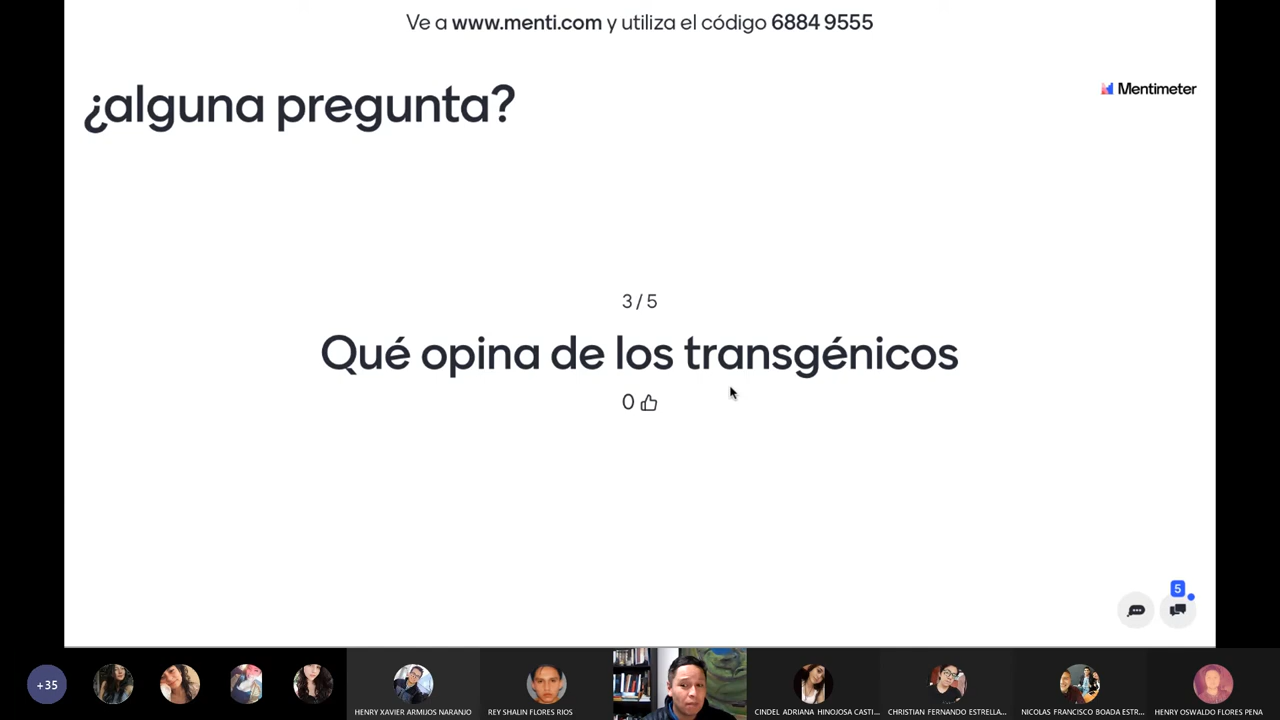 Ve a www.menti.com y utiliza el código 6884 9555
¿alguna pregunta?
Mentimeter
3 / 5
Qué opina de los transgénicos
0
5
+35
HENRY XAVIER ARMIJOS NARANJO
REY SHALIN FLORES RIOS
CINDEL ADRIANA HINOJOSA CASTI...
CHRISTIAN FERNANDO ESTRELLA...
NICOLAS FRANCISCO BOADA ESTR...
HENRY OSWALDO FLORES PENA